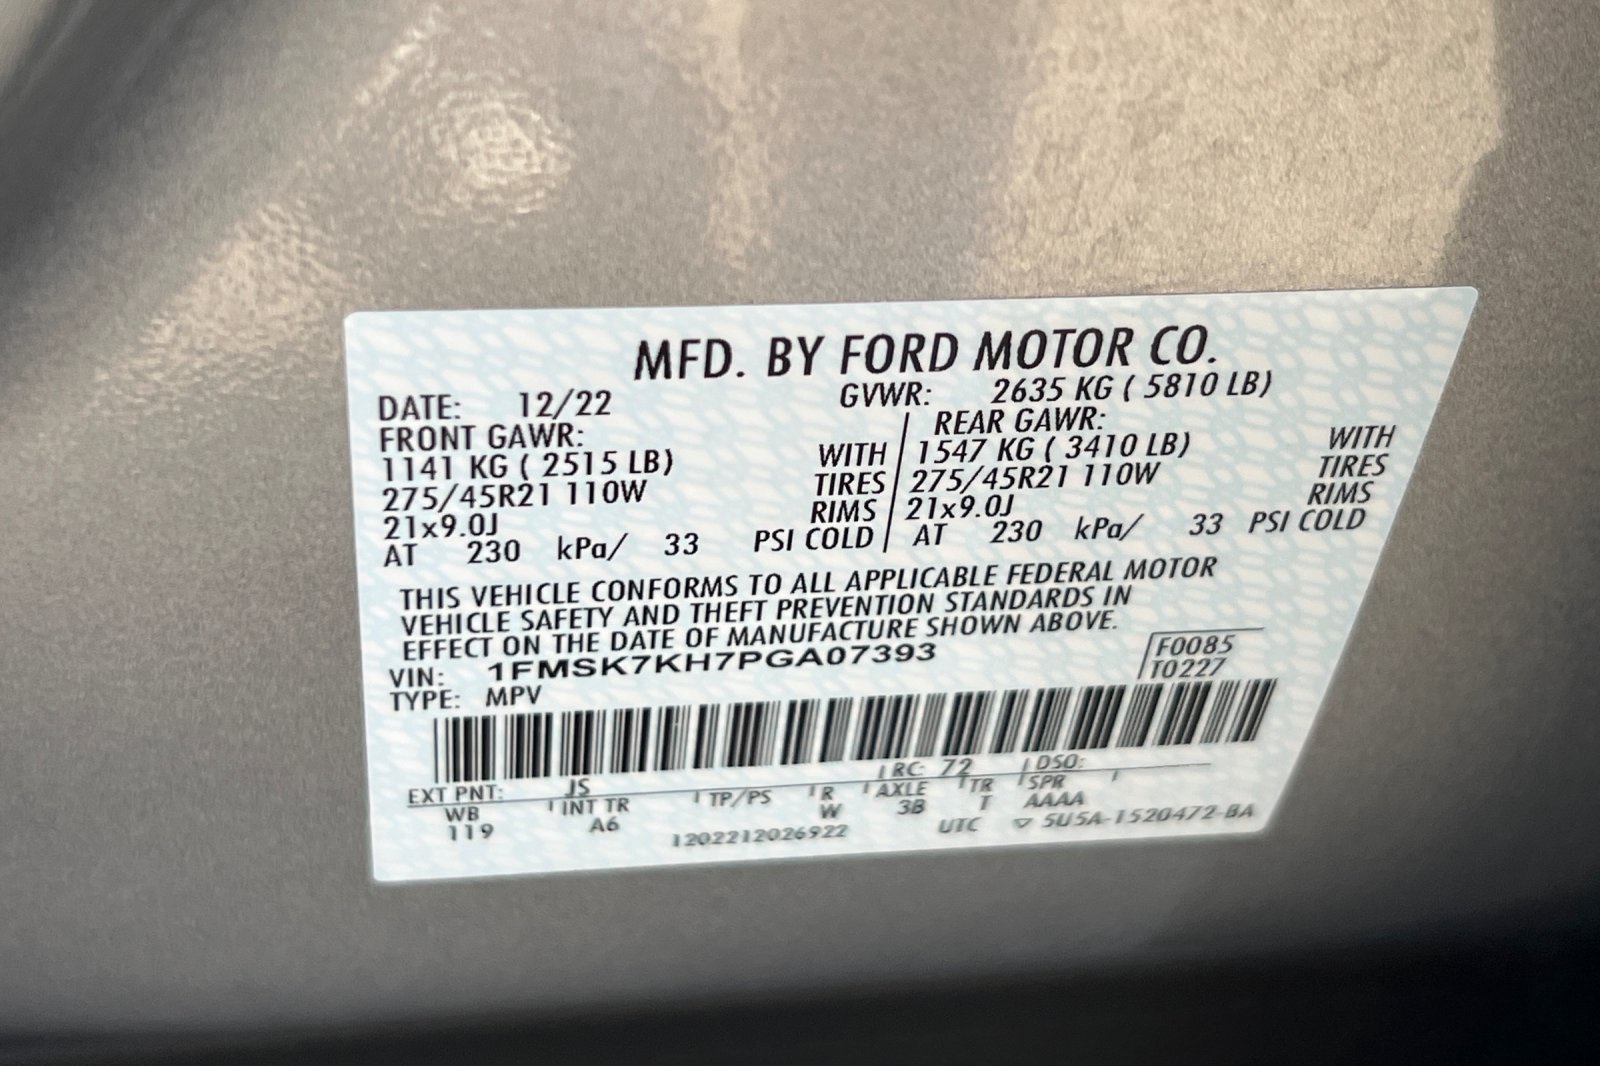 MFD. BY FORD MOTOR CO.
DATE: 12/22 GVWR: 2635 KG ( 5810 LB)
FRONT GAWR: REAR GAWR:
1141 KG ( 2515 LB) WITH 1547 KG ( 3410 LB) WITH
275/45R21 110W TIRES 275/45R21 110W TIRES
21x9.0J RIMS 21x9.0J RIMS
AT 230 kPa/ 33 PSI COLD AT 230 kPa/ 33 PSI COLD
THIS VEHICLE CONFORMS TO ALL APPLICABLE FEDERAL MOTOR
VEHICLE SAFETY AND THEFT PREVENTION STANDARDS IN
EFFECT ON THE DATE OF MANUFACTURE SHOWN ABOVE.
VIN: 1FMSK7KH7PGA07393 F0085
TYPE: MPV T0227
EXT PNT: JS RC: 72 DSO:
WB INT TR TP/PS R AXLE TR SPR
119 A6 W 3B T AAAA
1202212026922 UTC ▽ 5U5A-1520472-BA